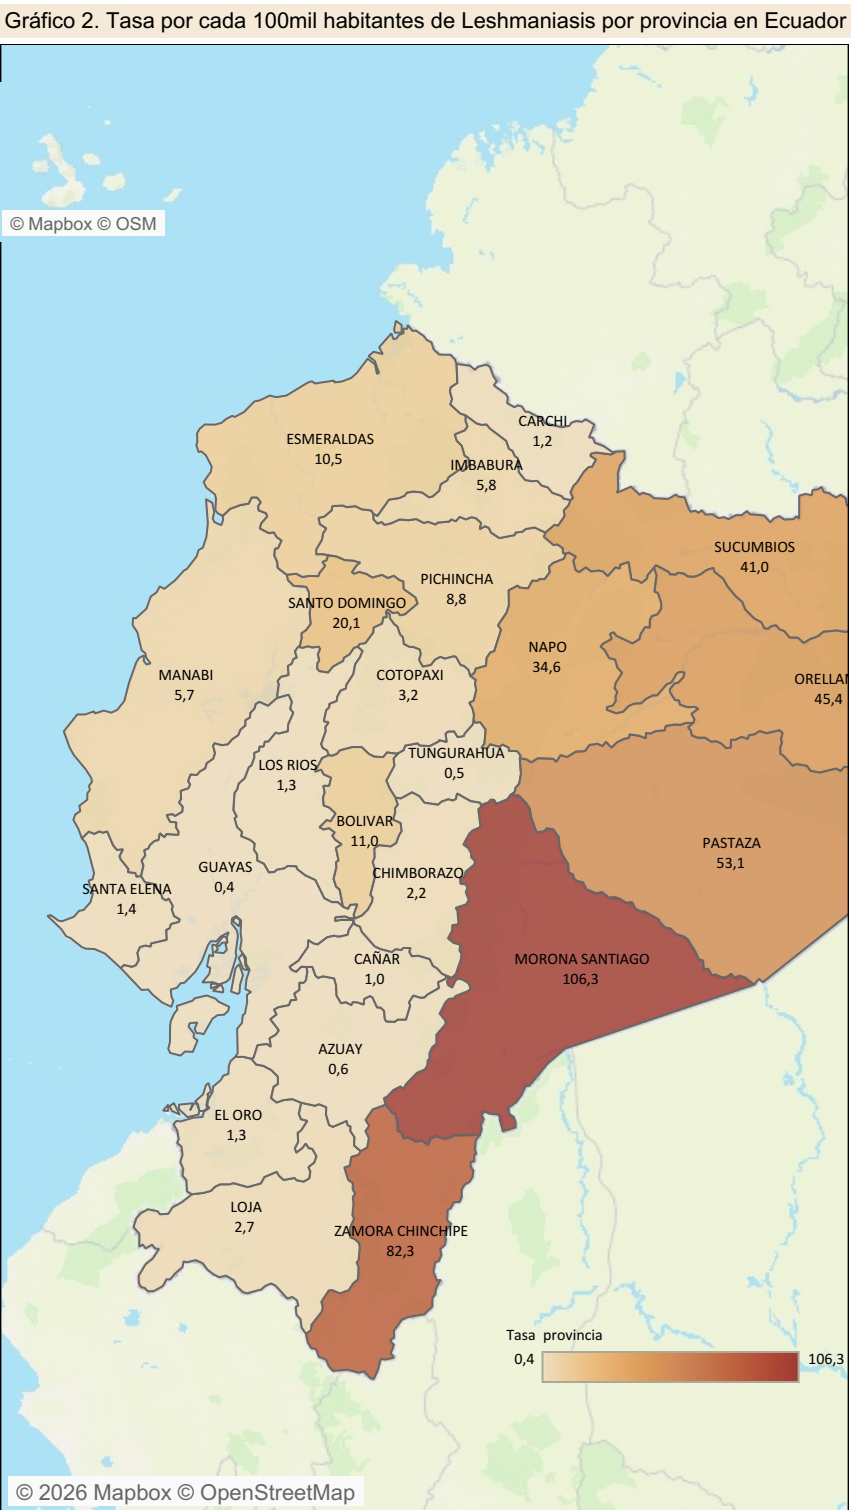 Gráfico 2. Tasa por cada 100mil habitantes de Leshmaniasis por provincia en Ecuador
© Mapbox © OSM
CARCHI
1,2
ESMERALDAS
10,5
IMBABURA
5,8
SUCUMBIOS
41,0
PICHINCHA
8,8
SANTO DOMINGO
20,1
NAPO
34,6
MANABI
5,7
COTOPAXI
3,2
ORELLAN
45,4
TUNGURAHUA
0,5
LOS RIOS
1,3
BOLIVAR
11,0
PASTAZA
53,1
GUAYAS
0,4
CHIMBORAZO
2,2
SANTA ELENA
1,4
CAÑAR
1,0
MORONA SANTIAGO
106,3
AZUAY
0,6
EL ORO
1,3
LOJA
2,7
ZAMORA CHINCHIPE
82,3
Tasa provincia
0,4 106,3
© 2026 Mapbox © OpenStreetMap